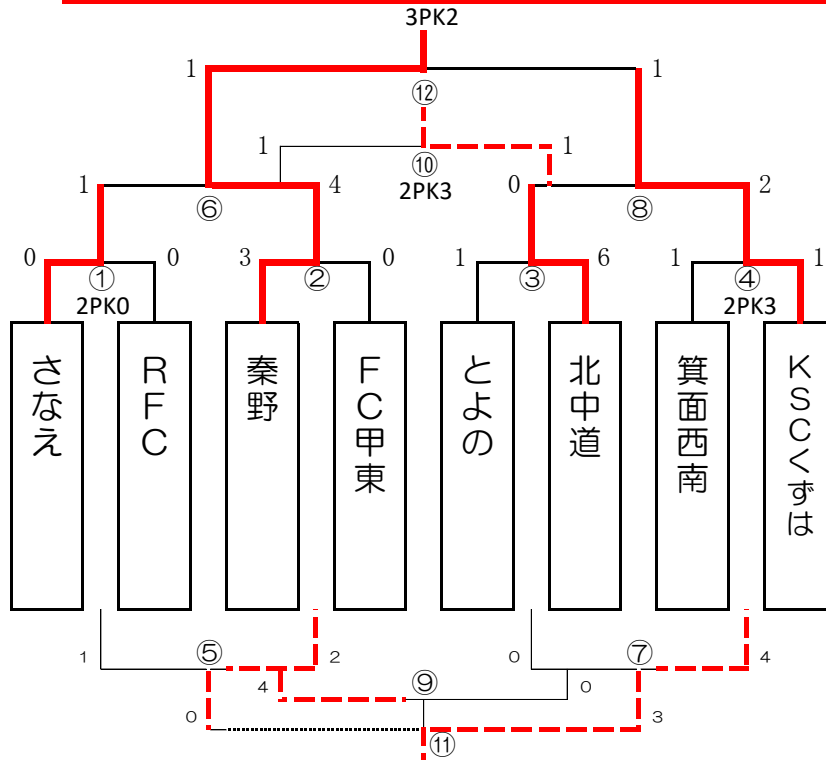 3PK2
1 1
⑫
1 1
⑩
2PK3
1 4 0 2
⑥ ⑧
0 0 3 0 1 6 1 1
① ② ③ ④
2PK0 2PK3
さなえ
RFC
秦野
FC甲東
とよの
北中道
箕面西南
KSCくずは
1 ⑤ 2 0 ⑦ 4
4 ⑨ 0
0 3
⑪